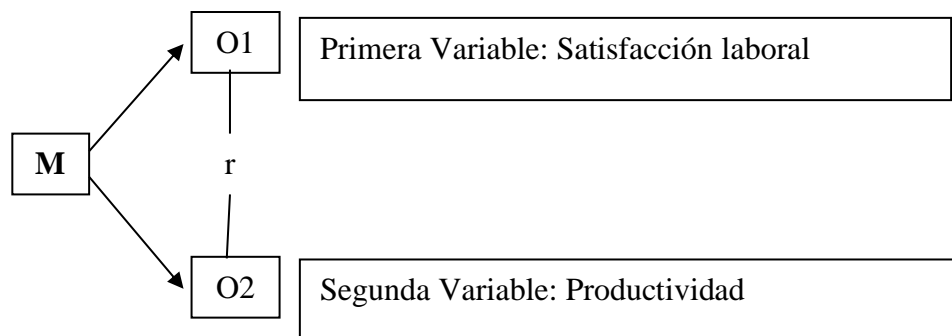 O1
Primera Variable: Satisfacción laboral
M
r
O2
Segunda Variable: Productividad